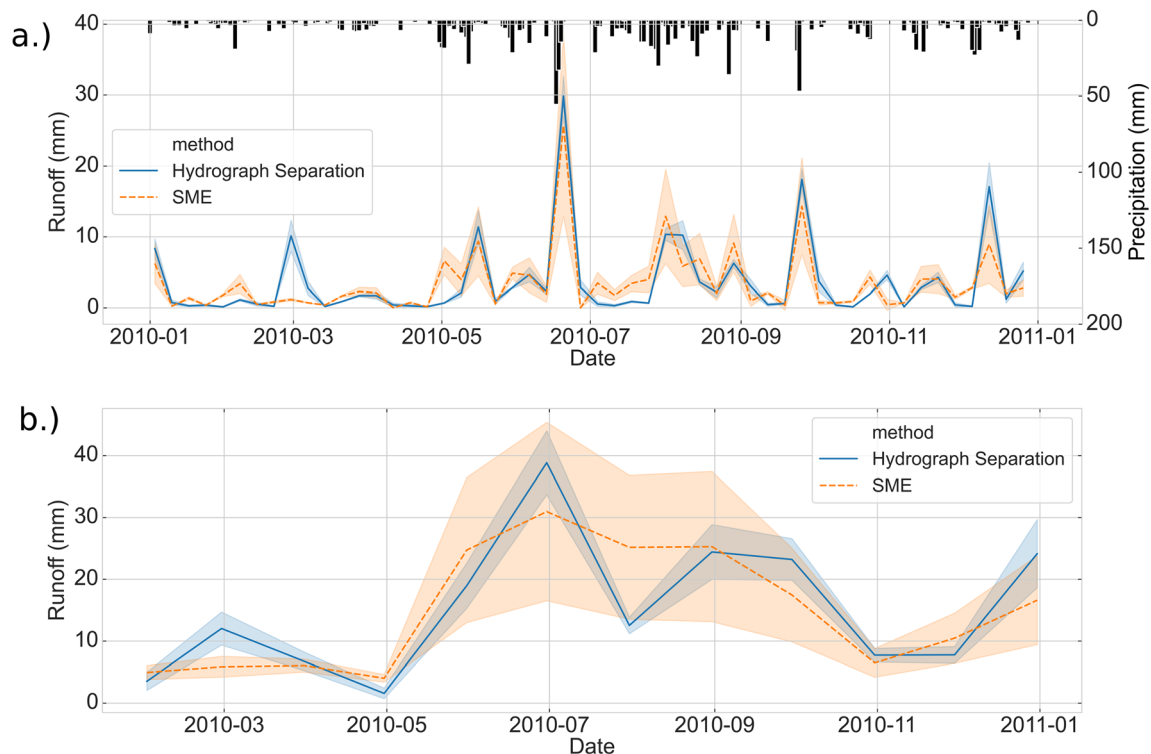 a.)
40
30
20
10
0
Runoff (mm)
0
50
100
150
200
Precipitation (mm)
method
Hydrograph Separation
SME
2010-01
2010-03
2010-05
2010-07
2010-09
2010-11
2011-01
Date
b.)
40
30
20
10
0
Runoff (mm)
method
Hydrograph Separation
SME
2010-03
2010-05
2010-07
2010-09
2010-11
2011-01
Date